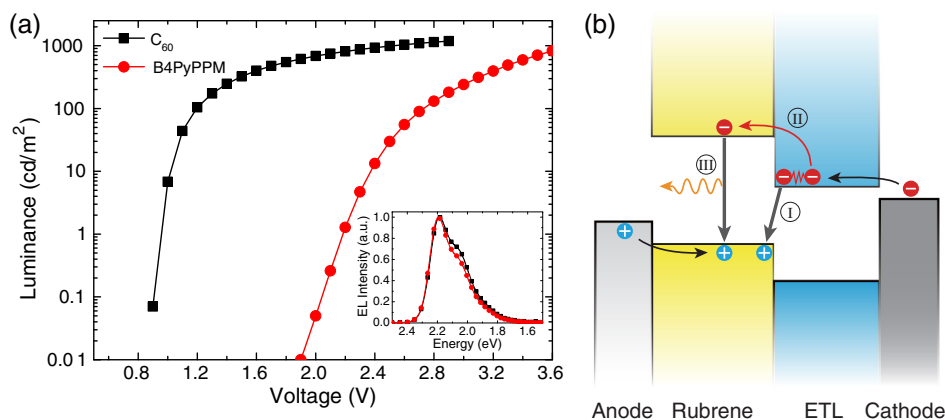 (a)
1000
100
10
1
0.1
0.01
Luminance (cd/m²)
C₆₀
B4PyPPM
0.8 1.2 1.6 2.0 2.4 2.8 3.2 3.6
Voltage (V)
1.0
0.8
0.6
0.4
0.2
0.0
EL Intensity (a.u.)
2.4 2.2 2.0 1.8 1.6
Energy (eV)
(b)
II
III
I
Anode Rubrene ETL Cathode